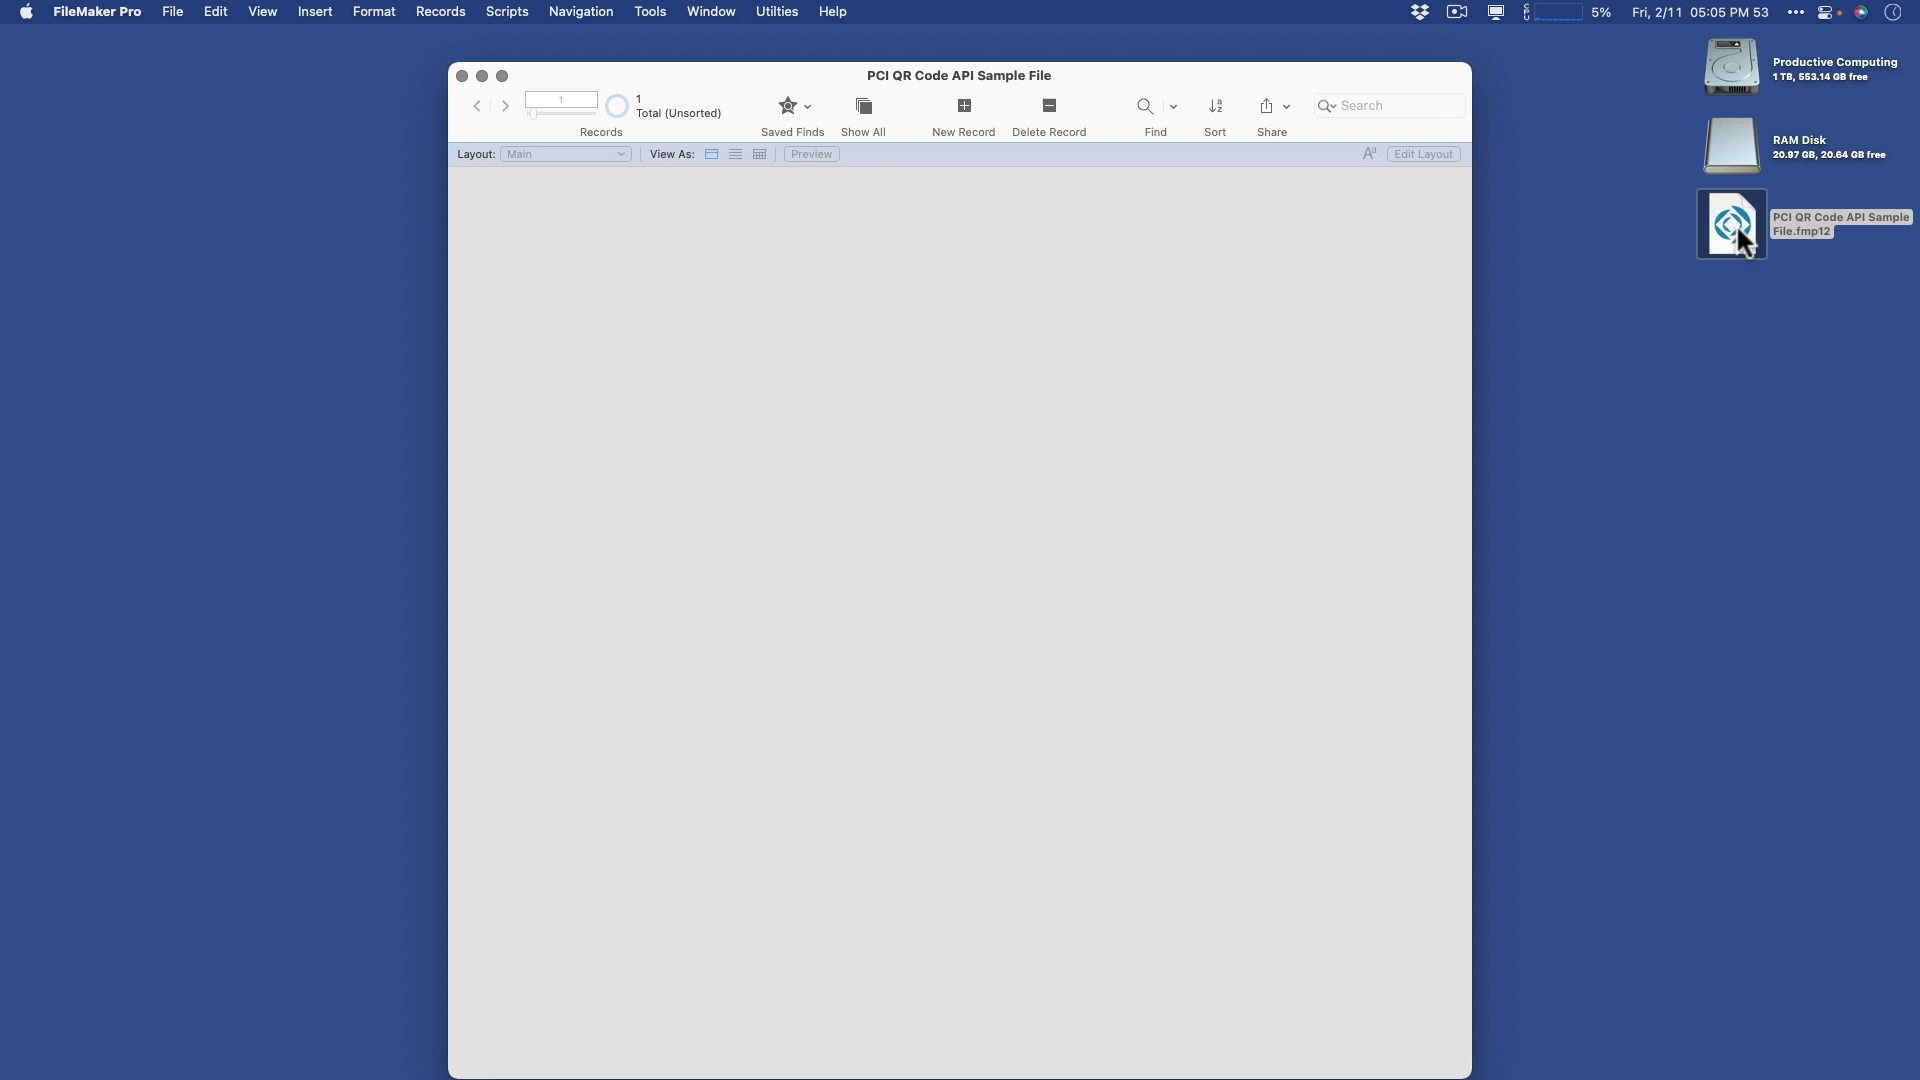 FileMaker Pro File Edit View Insert Format Records Scripts Navigation Tools Window Utilties Help
CPU 5% Fri, 2/11 05:05 PM 53
PCI QR Code API Sample File
1
1
Total (Unsorted)
Search
Records Saved Finds Show All New Record Delete Record Find Sort Share
Layout: Main View As: Preview Aa Edit Layout
Productive Computing
1 TB, 553.14 GB free
RAM Disk
20.97 GB, 20.64 GB free
PCI QR Code API Sample
File.fmp12